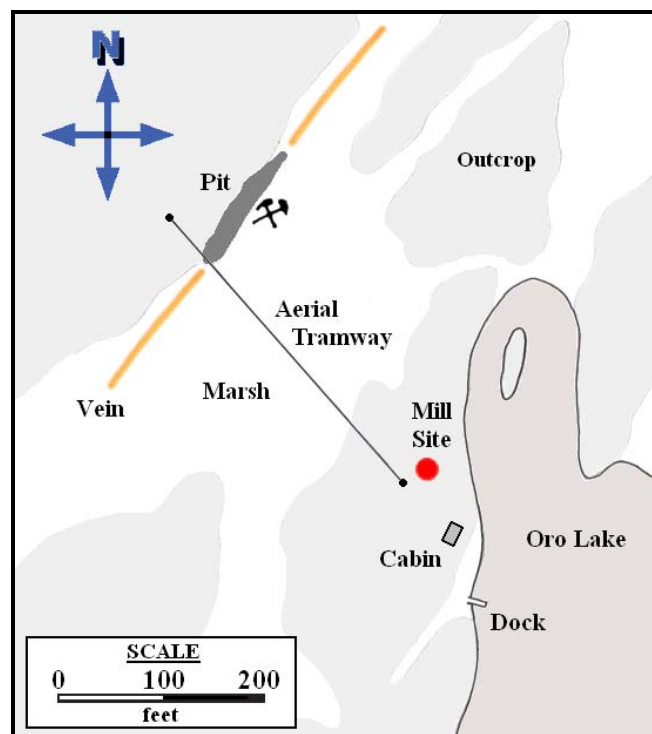 N
Outcrop
Pit
Aerial
Tramway
Marsh
Vein
Mill
Site
Oro Lake
Cabin
Dock
SCALE
0 100 200
feet